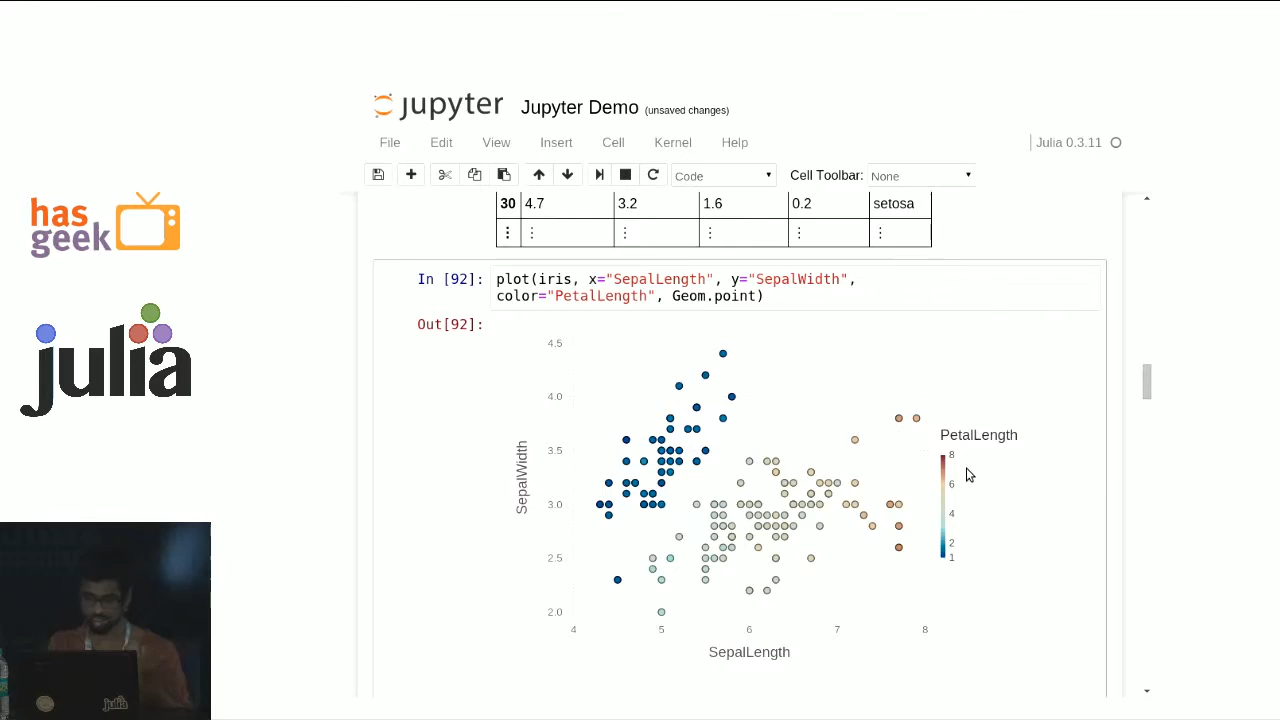 jupyter Jupyter Demo (unsaved changes)
File Edit View Insert Cell Kernel Help Julia 0.3.11
Code Cell Toolbar: None
has
geek
julia
30 4.7 3.2 1.6 0.2 setosa
⋮ ⋮ ⋮ ⋮ ⋮ ⋮
In [92]: plot(iris, x="SepalLength", y="SepalWidth",
color="PetalLength", Geom.point)
Out[92]:
4.5
4.0
3.5
3.0
2.5
2.0
SepalWidth
4 5 6 7 8
SepalLength
PetalLength
8
6
4
2
1
julia